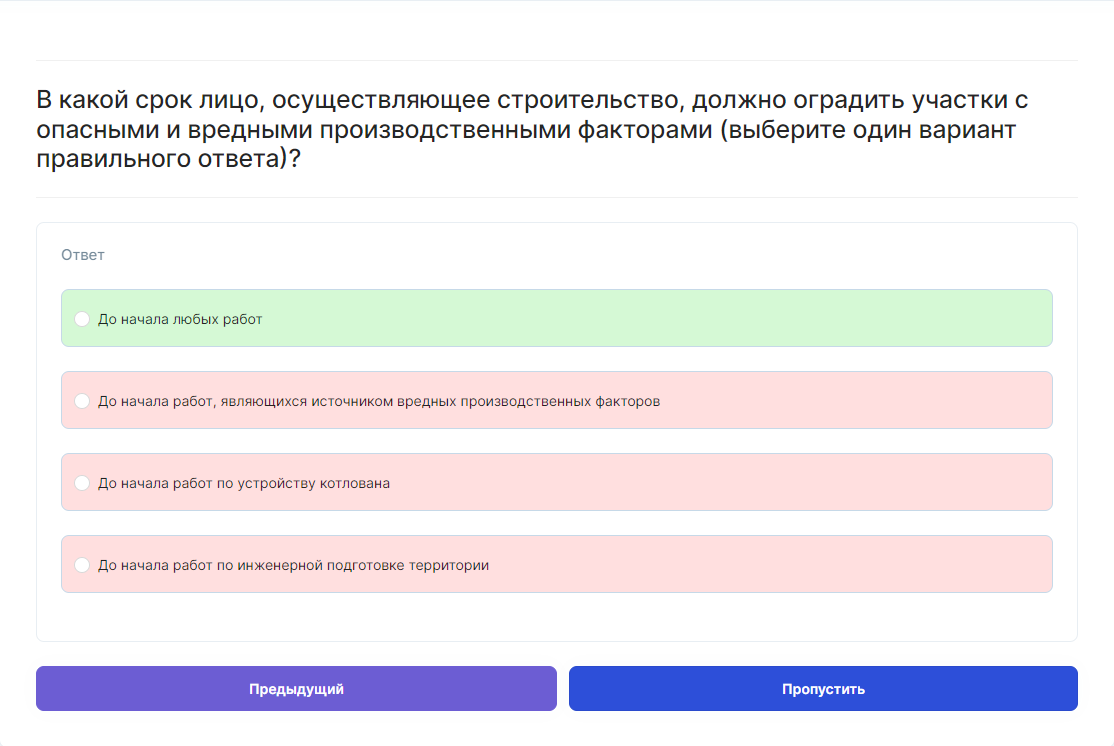 В какой срок лицо, осуществляющее строительство, должно оградить участки с
опасными и вредными производственными факторами (выберите один вариант
правильного ответа)?
Ответ
До начала любых работ
До начала работ, являющихся источником вредных производственных факторов
До начала работ по устройству котлована
До начала работ по инженерной подготовке территории
Предыдущий
Пропустить